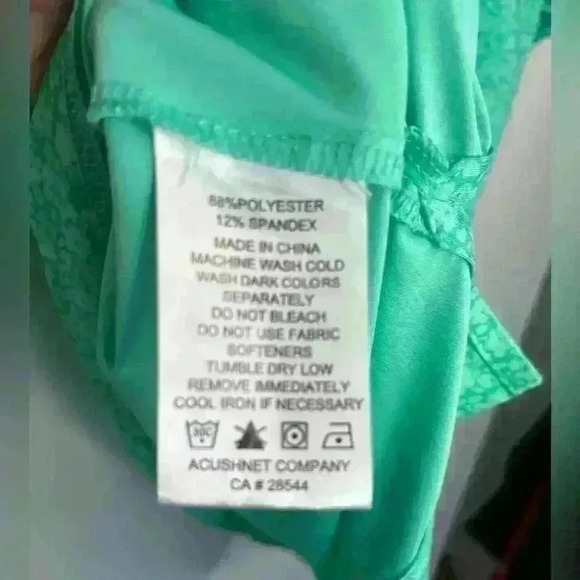 88%POLYESTER
12% SPANDEX
MADE IN CHINA
MACHINE WASH COLD
WASH DARK COLORS
SEPARATELY
DO NOT BLEACH
DO NOT USE FABRIC
SOFTENERS
TUMBLE DRY LOW
REMOVE IMMEDIATELY
COOL IRON IF NECESSARY
30C
ACUSHNET COMPANY
CA # 28544